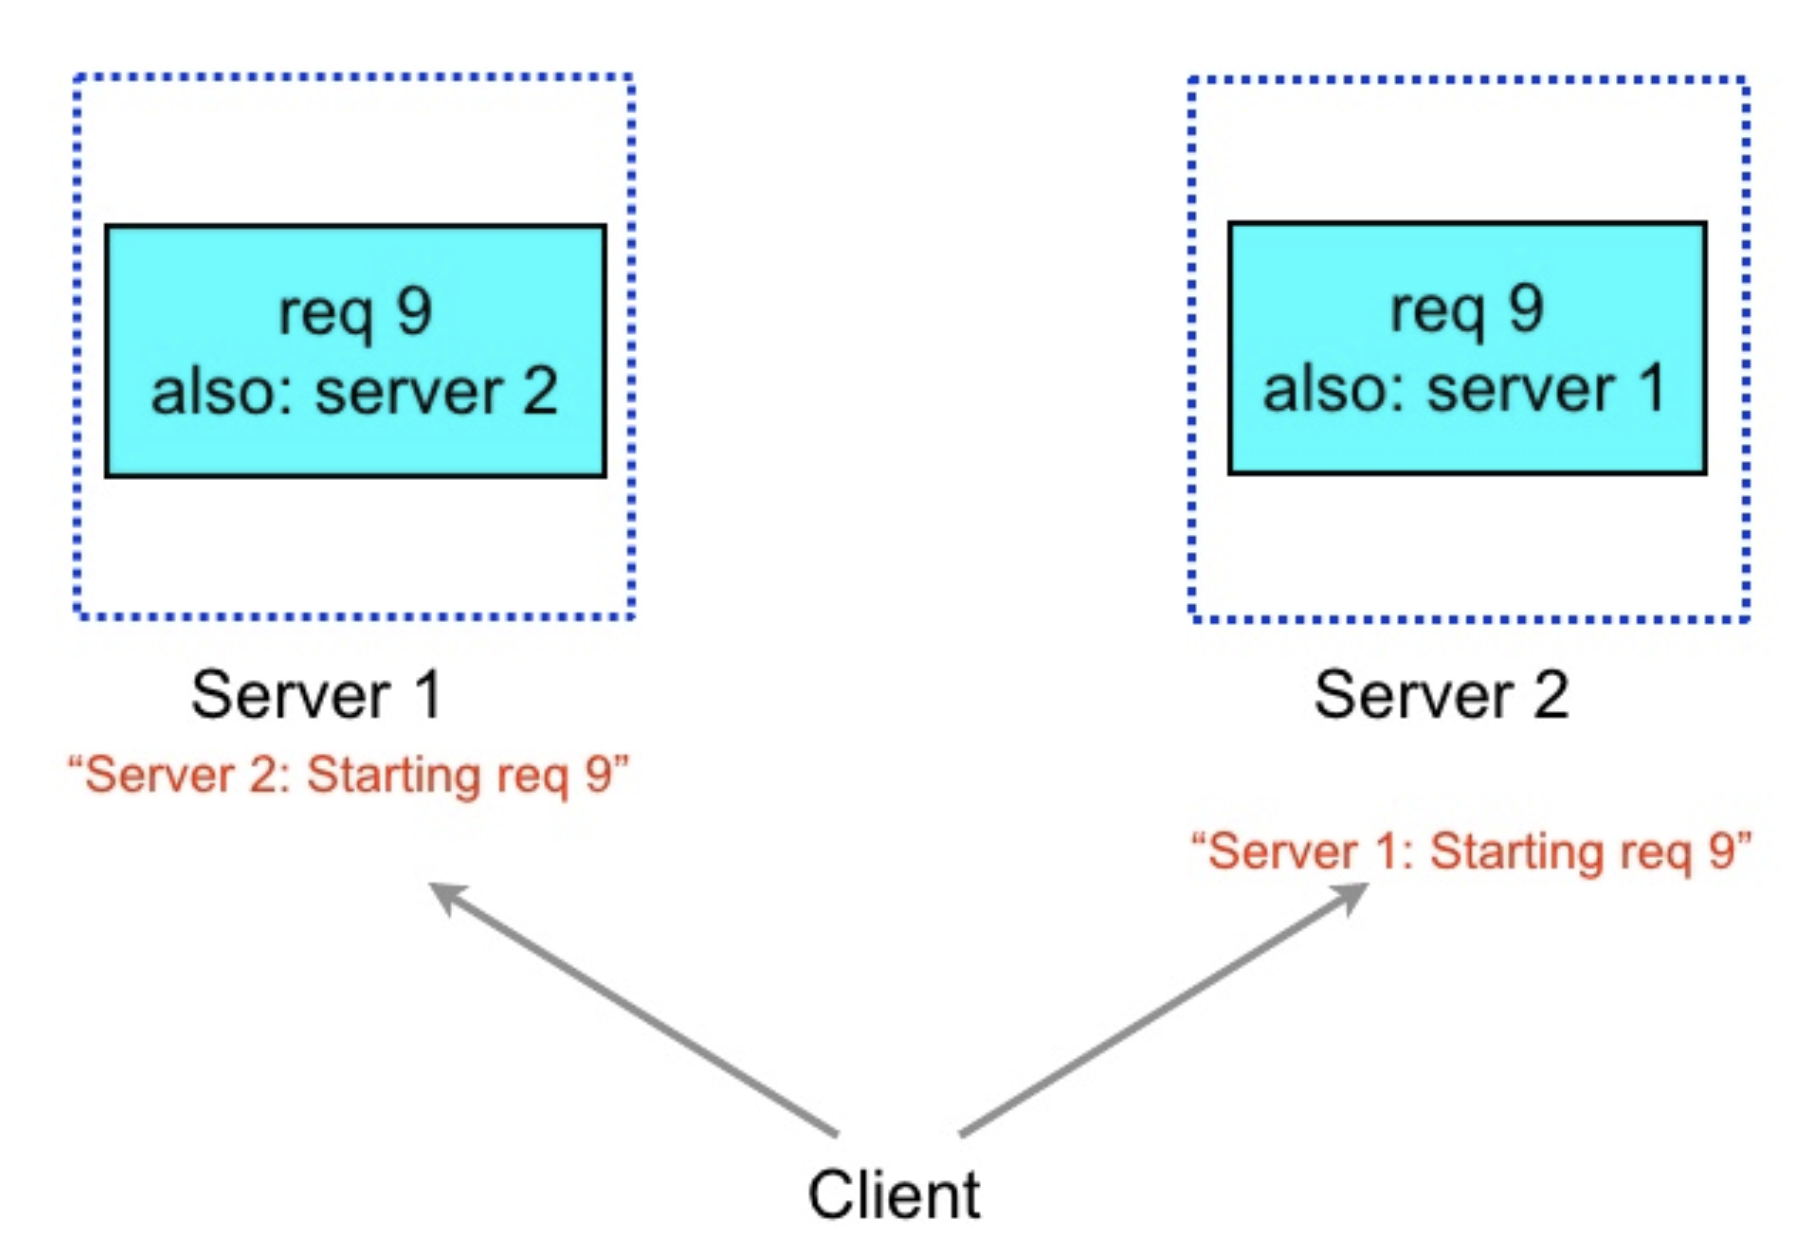 req 9
also: server 2
req 9
also: server 1
Server 1
Server 2
“Server 2: Starting req 9”
“Server 1: Starting req 9”
Client